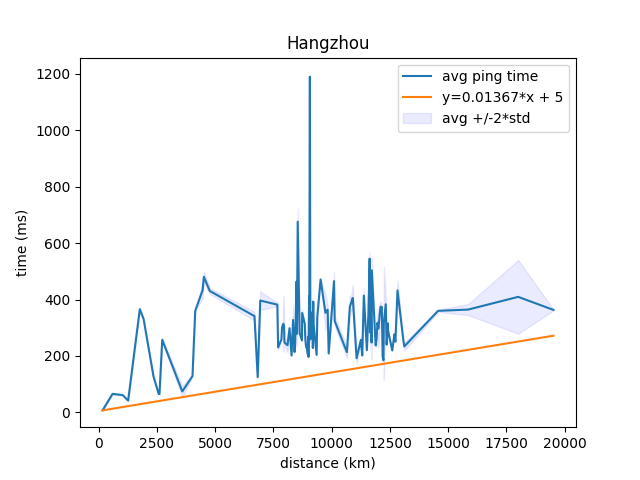 Hangzhou
avg ping time
y=0.01367*x + 5
avg +/-2*std
time (ms)
1200
1000
800
600
400
200
0
0 2500 5000 7500 10000 12500 15000 17500 20000
distance (km)